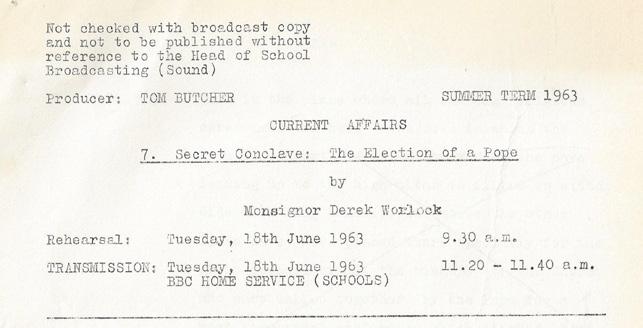 Not checked with broadcast copy
and not to be published without
reference to the Head of School
Broadcasting (Sound)
Producer: TOM BUTCHER SUMMER TERM 1963
CURRENT AFFAIRS
7. Secret Conclave: The Election of a Pope
by
Monsignor Derek Worlock
Rehearsal: Tuesday, 18th June 1963 9.30 a.m.
TRANSMISSION: Tuesday, 18th June 1963 11.20 - 11.40 a.m.
BBC HOME SERVICE (SCHOOLS)